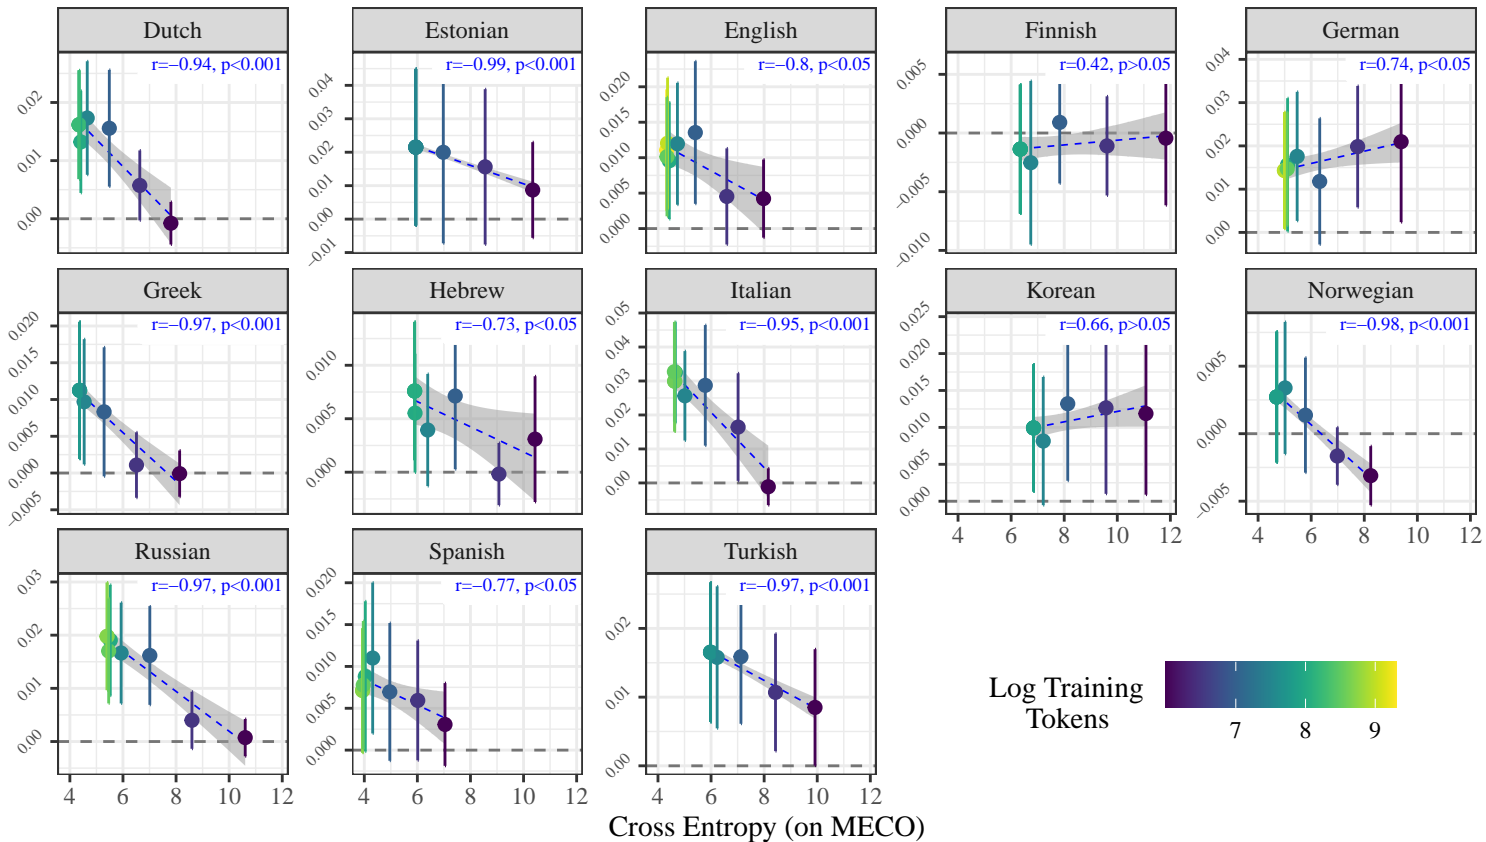 Dutch
r=−0.94, p<0.001
0.02
0.01
0.00
Estonian
r=−0.99, p<0.001
0.04
0.03
0.02
0.01
0.00
−0.01
English
r=−0.8, p<0.05
0.020
0.015
0.010
0.005
0.000
Finnish
r=0.42, p>0.05
0.005
0.000
−0.005
−0.010
German
r=0.74, p<0.05
0.04
0.03
0.02
0.01
0.00
Greek
r=−0.97, p<0.001
0.020
0.015
0.010
0.005
0.000
−0.005
Hebrew
r=−0.73, p<0.05
0.010
0.005
0.000
Italian
r=−0.95, p<0.001
0.05
0.04
0.03
0.02
0.01
0.00
Korean
r=0.66, p>0.05
0.025
0.020
0.015
0.010
0.005
0.000
4 6 8 10 12
Norwegian
r=−0.98, p<0.001
0.005
0.000
−0.005
4 6 8 10 12
Russian
r=−0.97, p<0.001
0.03
0.02
0.01
0.00
4 6 8 10 12
Spanish
r=−0.77, p<0.05
0.020
0.015
0.010
0.005
0.000
4 6 8 10 12
Turkish
r=−0.97, p<0.001
0.02
0.01
0.00
4 6 8 10 12
Cross Entropy (on MECO)
Log Training
Tokens
7 8 9